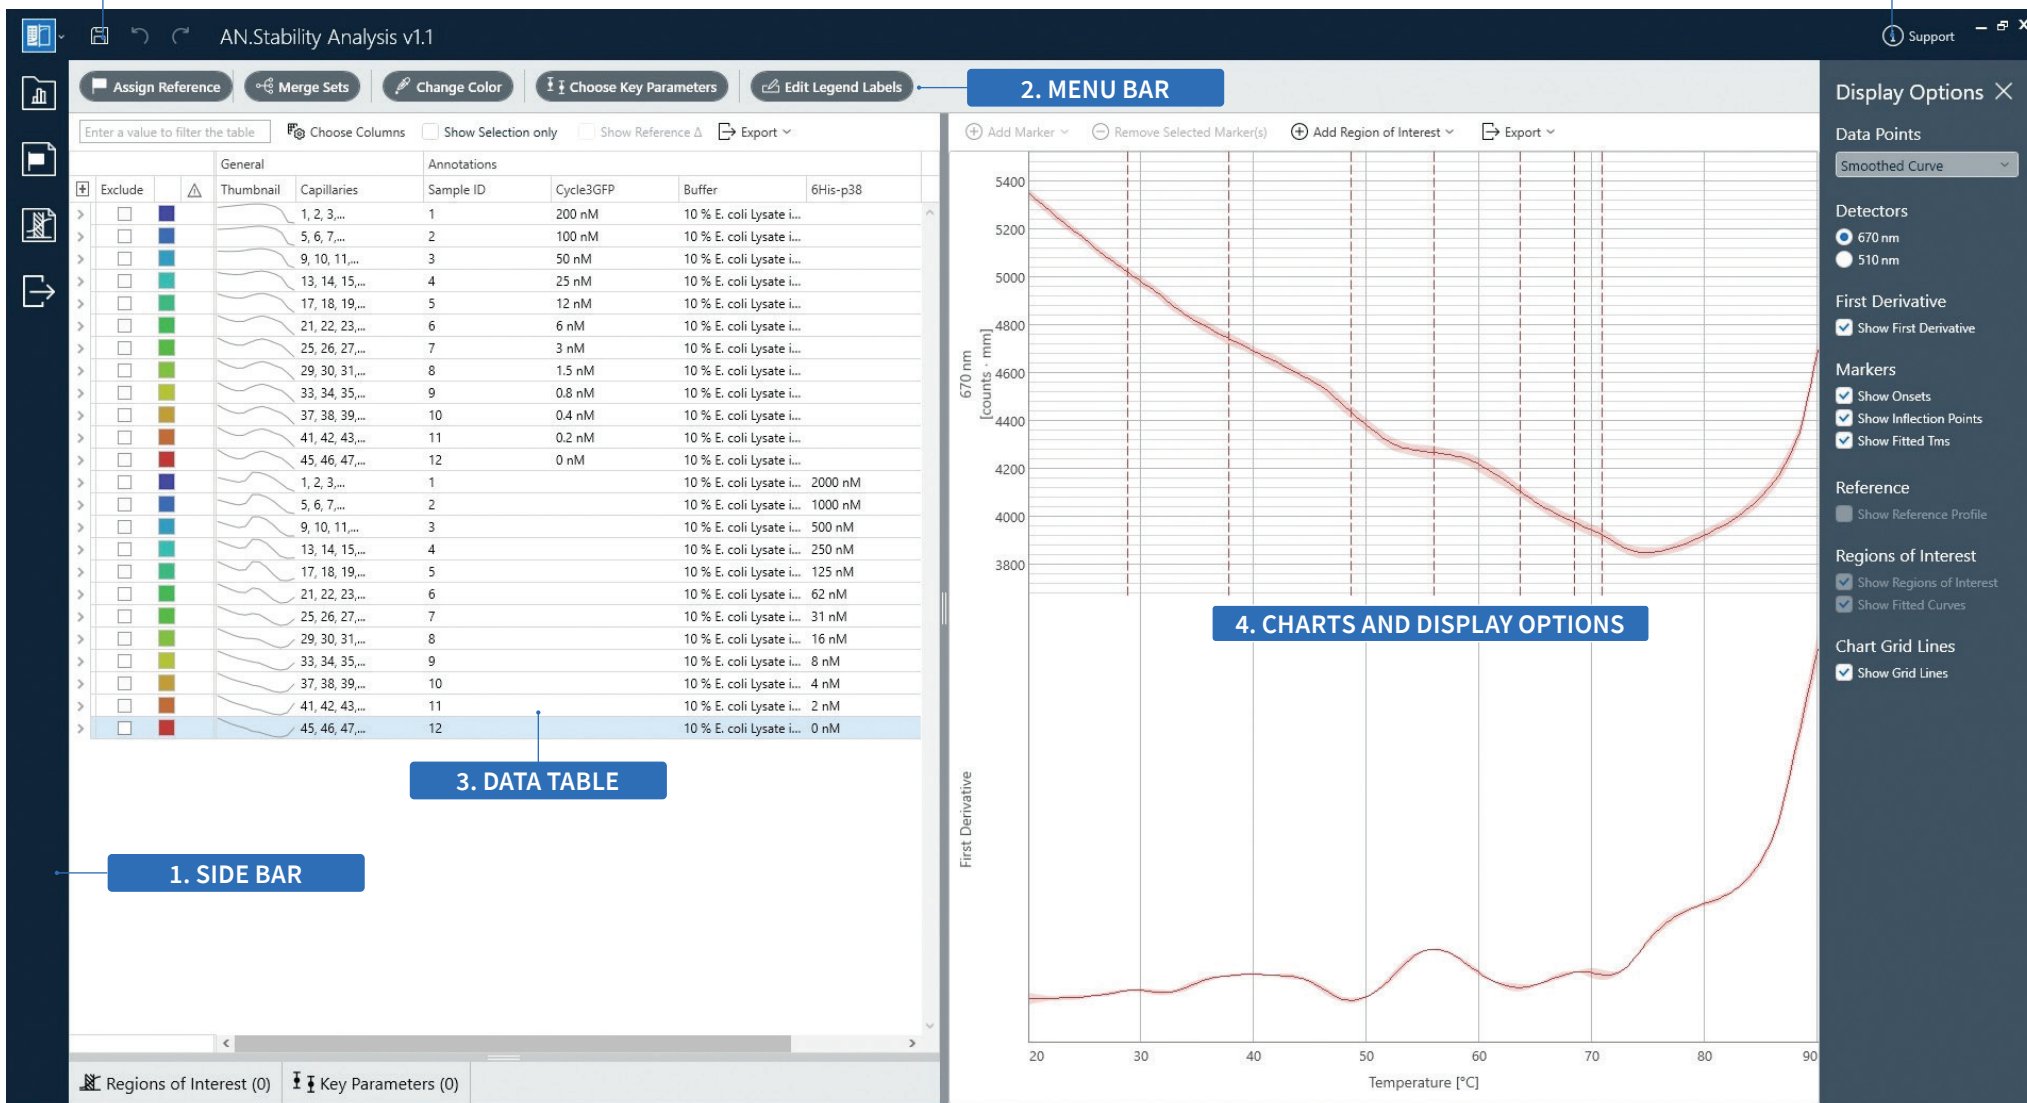 AN.Stability Analysis v1.1
Support
Assign Reference Merge Sets Change Color Choose Key Parameters Edit Legend Labels
2. MENU BAR
Enter a value to filter the table Choose Columns Show Selection only Show Reference Δ Export
General Annotations
Exclude Thumbnail Capillaries Sample ID Cycle3GFP Buffer 6His-p38
1, 2, 3,... 1 200 nM 10 % E. coli Lysate i...
5, 6, 7,... 2 100 nM 10 % E. coli Lysate i...
9, 10, 11,... 3 50 nM 10 % E. coli Lysate i...
13, 14, 15,... 4 25 nM 10 % E. coli Lysate i...
17, 18, 19,... 5 12 nM 10 % E. coli Lysate i...
21, 22, 23,... 6 6 nM 10 % E. coli Lysate i...
25, 26, 27,... 7 3 nM 10 % E. coli Lysate i...
29, 30, 31,... 8 1.5 nM 10 % E. coli Lysate i...
33, 34, 35,... 9 0.8 nM 10 % E. coli Lysate i...
37, 38, 39,... 10 0.4 nM 10 % E. coli Lysate i...
41, 42, 43,... 11 0.2 nM 10 % E. coli Lysate i...
45, 46, 47,... 12 0 nM 10 % E. coli Lysate i...
1, 2, 3,... 1 10 % E. coli Lysate i... 2000 nM
5, 6, 7,... 2 10 % E. coli Lysate i... 1000 nM
9, 10, 11,... 3 10 % E. coli Lysate i... 500 nM
13, 14, 15,... 4 10 % E. coli Lysate i... 250 nM
17, 18, 19,... 5 10 % E. coli Lysate i... 125 nM
21, 22, 23,... 6 10 % E. coli Lysate i... 62 nM
25, 26, 27,... 7 10 % E. coli Lysate i... 31 nM
29, 30, 31,... 8 10 % E. coli Lysate i... 16 nM
33, 34, 35,... 9 10 % E. coli Lysate i... 8 nM
37, 38, 39,... 10 10 % E. coli Lysate i... 4 nM
41, 42, 43,... 11 10 % E. coli Lysate i... 2 nM
45, 46, 47,... 12 10 % E. coli Lysate i... 0 nM
3. DATA TABLE
1. SIDE BAR
Regions of Interest (0) Key Parameters (0)
Add Marker Remove Selected Marker(s) Add Region of Interest Export
5400
5200
5000
4800
4600
4400
4200
4000
3800
670 nm
[counts · mm]
4. CHARTS AND DISPLAY OPTIONS
First Derivative
20 30 40 50 60 70 80 90
Temperature [°C]
Display Options
Data Points
Smoothed Curve
Detectors
670 nm
510 nm
First Derivative
Show First Derivative
Markers
Show Onsets
Show Inflection Points
Show Fitted Tms
Reference
Show Reference Profile
Regions of Interest
Show Regions of Interest
Show Fitted Curves
Chart Grid Lines
Show Grid Lines